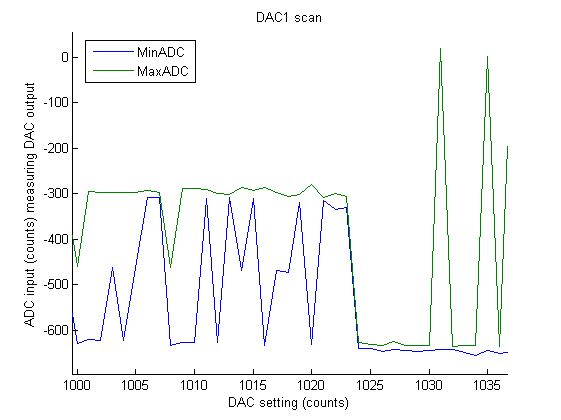 DAC1 scan
MinADC
MaxADC
0
-100
-200
-300
-400
-500
-600
ADC input (counts) measuring DAC output
1000 1005 1010 1015 1020 1025 1030 1035
DAC setting (counts)